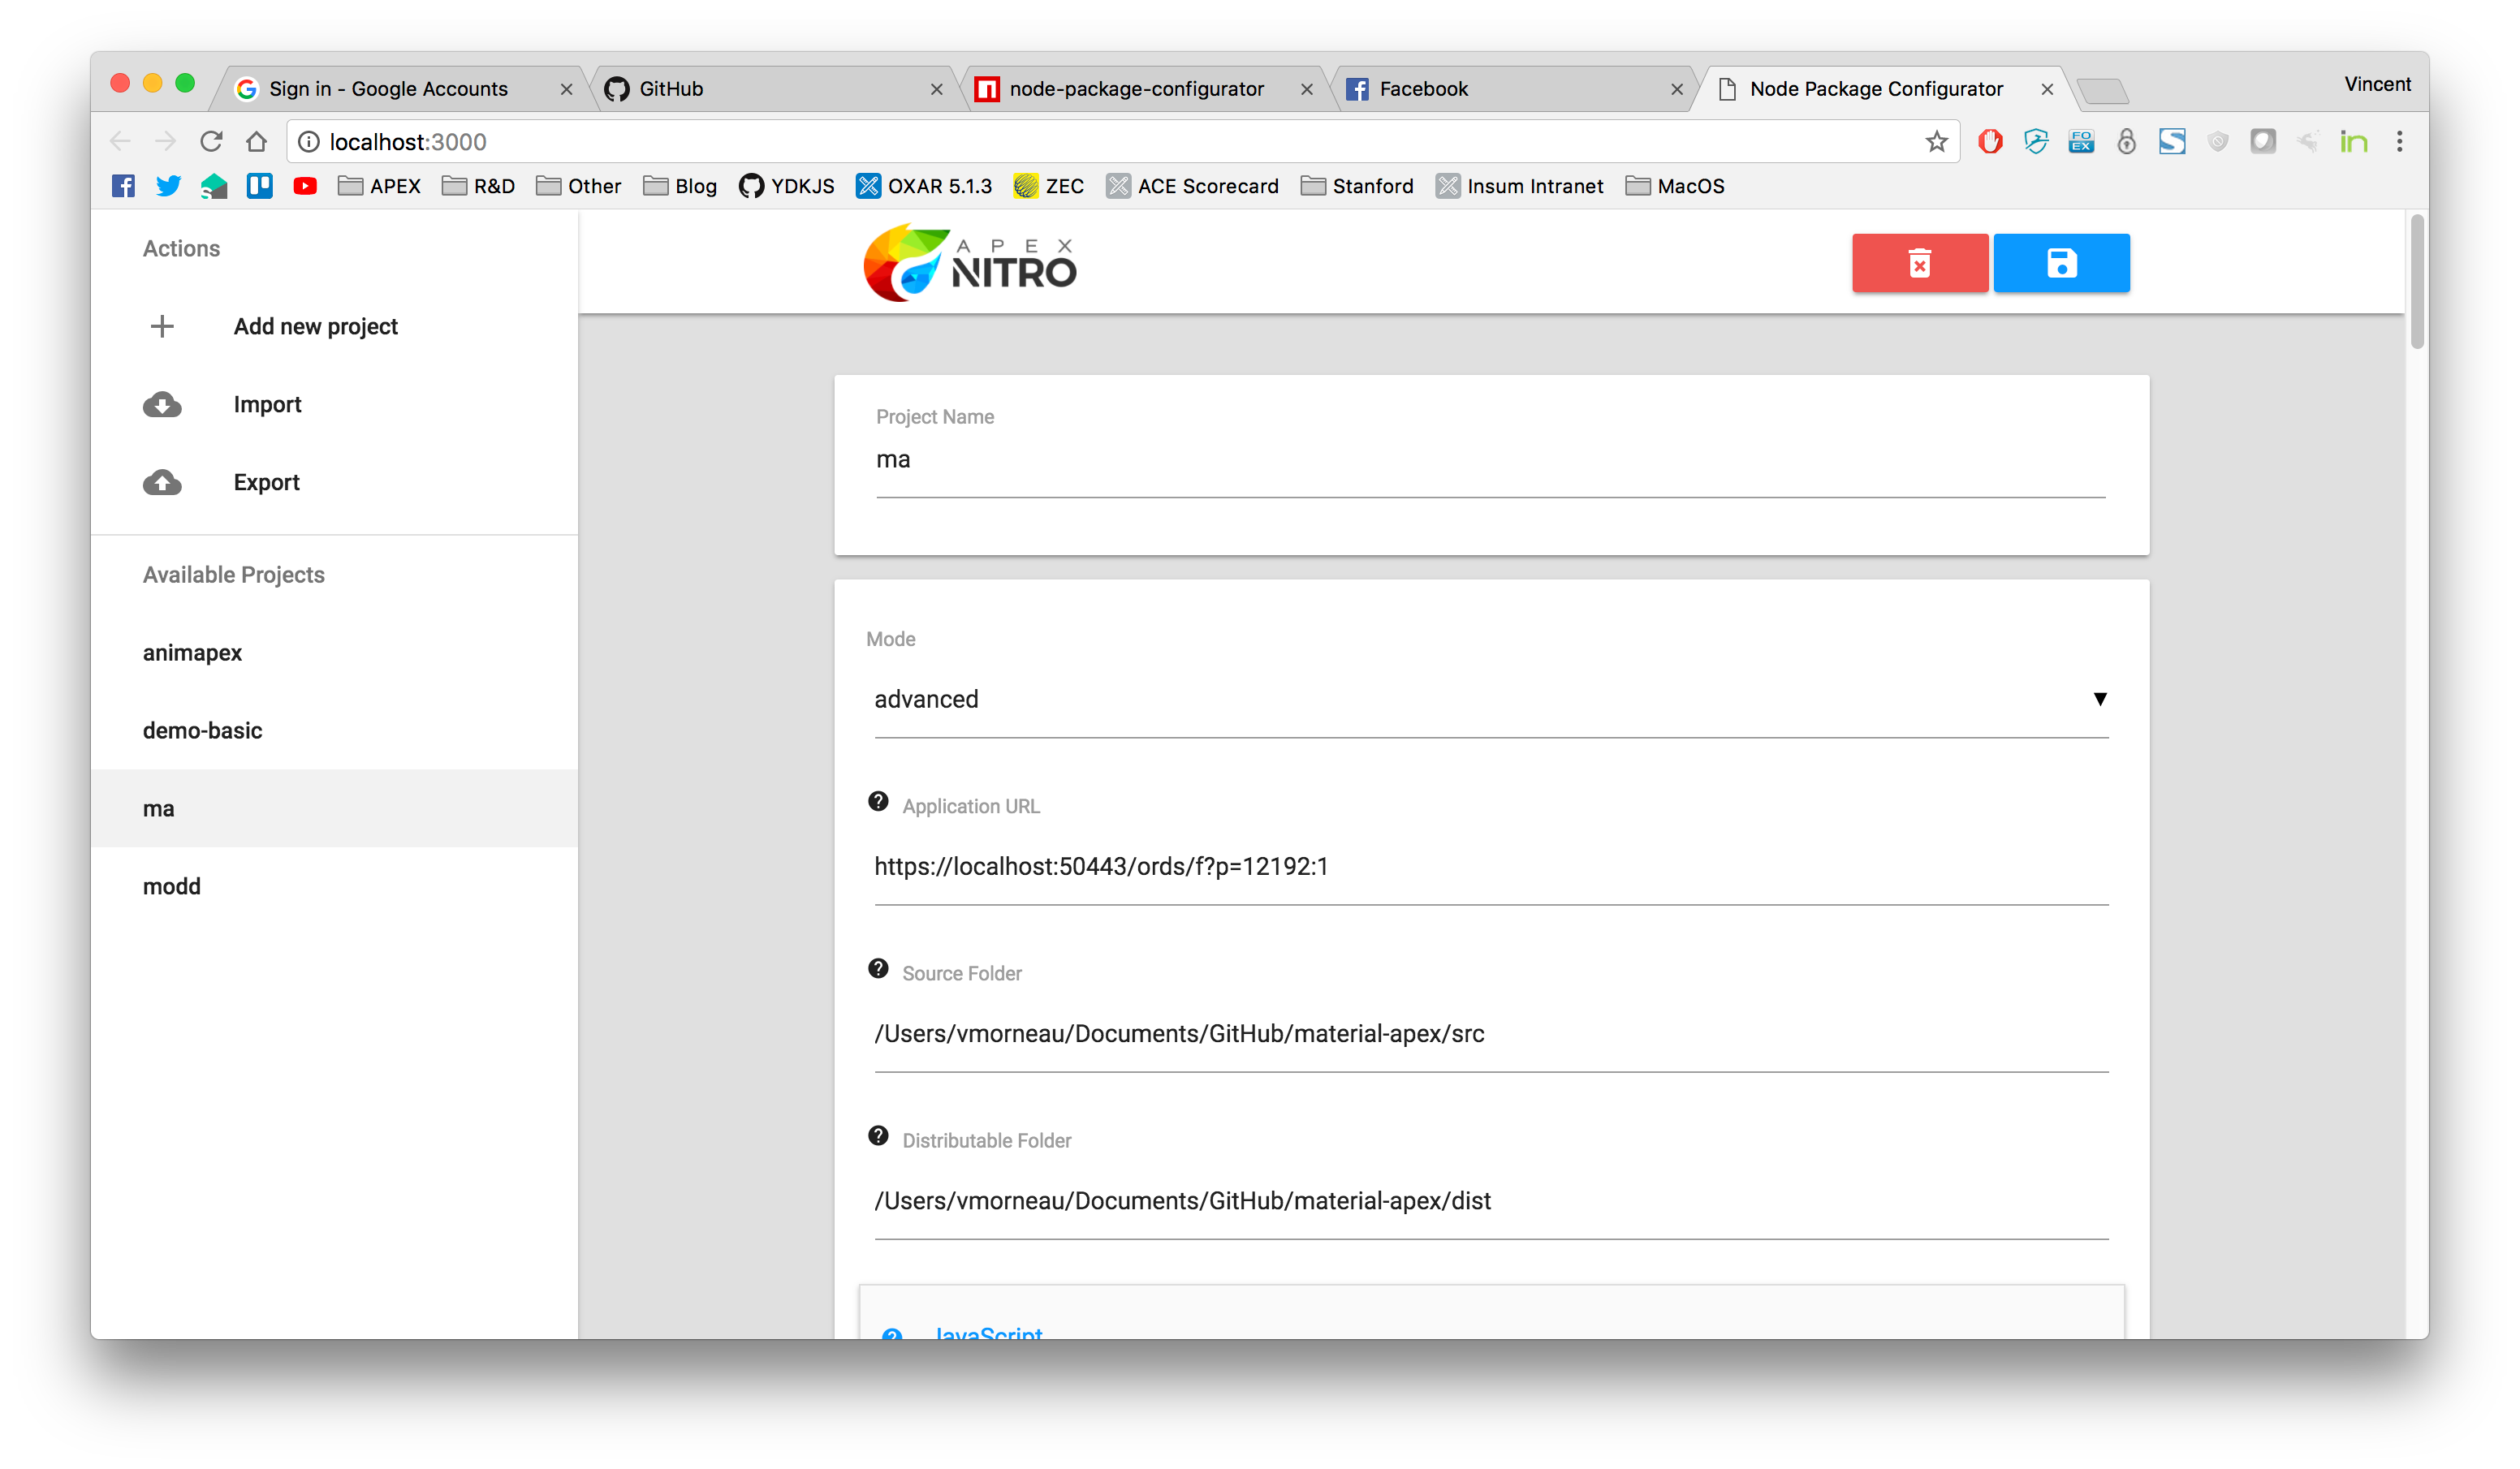 Sign in - Google Accounts
GitHub
node-package-configurator
Facebook
Node Package Configurator
Vincent
localhost:3000
FO
EX
in
APEX
R&D
Other
Blog
YDKJS
OXAR 5.1.3
ZEC
ACE Scorecard
Stanford
Insum Intranet
MacOS
Actions
Add new project
Import
Export
Available Projects
animapex
demo-basic
ma
modd
APEX
NITRO
Project Name
ma
Mode
advanced
Application URL
https://localhost:50443/ords/f?p=12192:1
Source Folder
/Users/vmorneau/Documents/GitHub/material-apex/src
Distributable Folder
/Users/vmorneau/Documents/GitHub/material-apex/dist
JavaScript